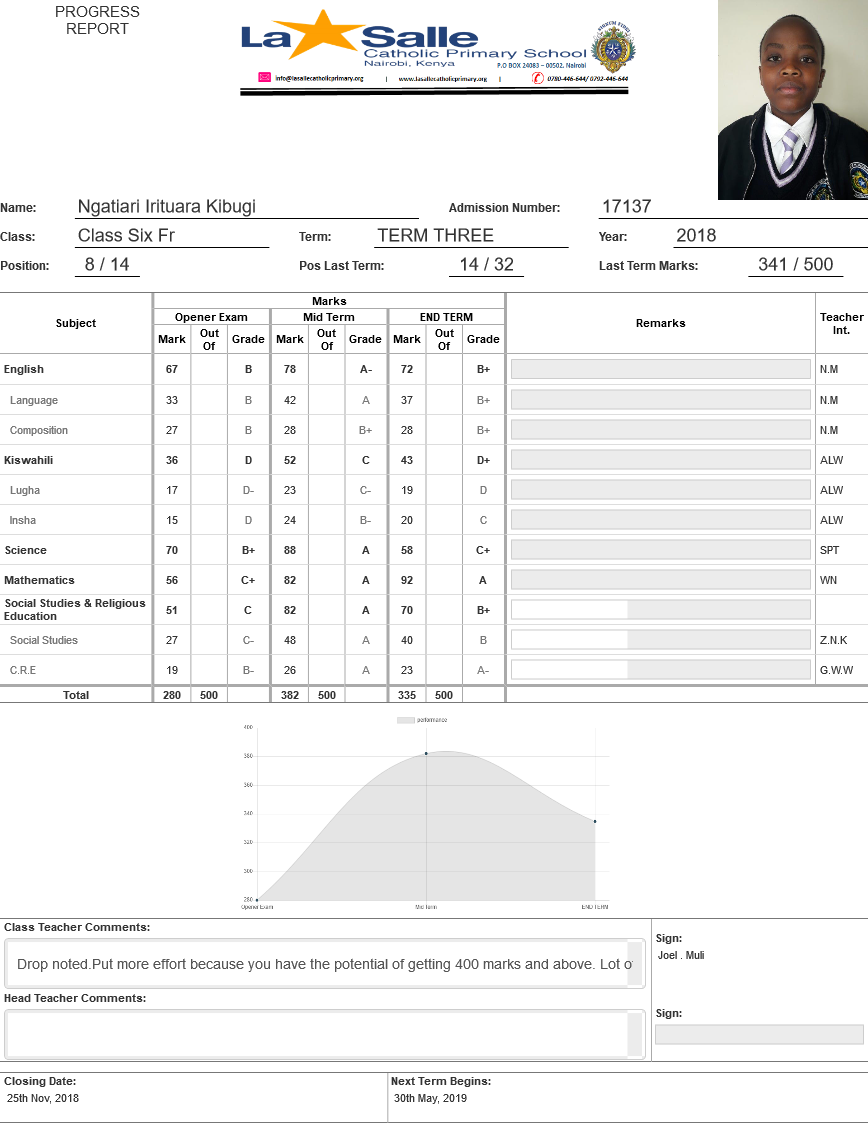 PROGRESS
REPORT
La Salle
Catholic Primary School
Nairobi, Kenya
P.O BOX 24083 – 00502, Nairobi
info@lasallecatholicprimary.org | www.lasallecatholicprimary.org | 0780-446-644/ 0792-446-644
Name: Ngatiari Irituara Kibugi Admission Number: 17137
Class: Class Six Fr Term: TERM THREE Year: 2018
Position: 8 / 14 Pos Last Term: 14 / 32 Last Term Marks: 341 / 500
Subject Marks Remarks Teacher Int.
Opener Exam Mid Term END TERM
Mark Out Of Grade Mark Out Of Grade Mark Out Of Grade
English 67 B 78 A- 72 B+ N.M
Language 33 B 42 A 37 B+ N.M
Composition 27 B 28 B+ 28 B+ N.M
Kiswahili 36 D 52 C 43 D+ ALW
Lugha 17 D- 23 C- 19 D ALW
Insha 15 D 24 B- 20 C ALW
Science 70 B+ 88 A 58 C+ SPT
Mathematics 56 C+ 82 A 92 A WN
Social Studies & Religious Education 51 C 82 A 70 B+
Social Studies 27 C- 48 A 40 B Z.N.K
C.R.E 19 B- 26 A 23 A- G.W.W
Total 280 500 382 500 335 500
performance
400
380
360
340
320
300
280
Opener Exam Mid Term END TERM
Class Teacher Comments:
Drop noted.Put more effort because you have the potential of getting 400 marks and above. Lot
Sign:
Joel . Muli
Head Teacher Comments:
Sign:
Closing Date: Next Term Begins:
25th Nov, 2018 30th May, 2019